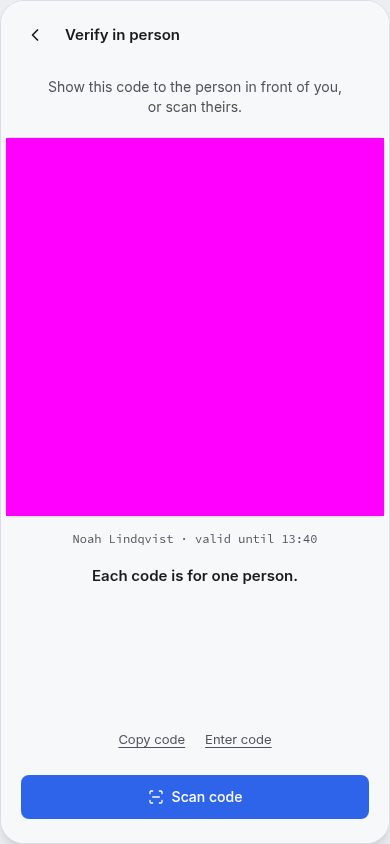 Verify in person
Show this code to the person in front of you,
or scan theirs.
Noah Lindqvist · valid until 13:40
Each code is for one person.
Copy code Enter code
Scan code